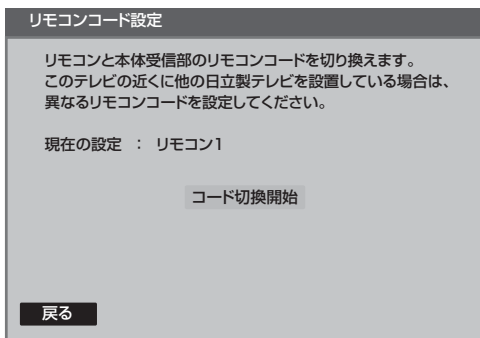 リモコンコード設定
リモコンと本体受信部のリモコンコードを切り換えます。
このテレビの近くに他の日立製テレビを設置している場合は、
異なるリモコンコードを設定してください。
現在の設定 ： リモコン1
コード切換開始
戻る